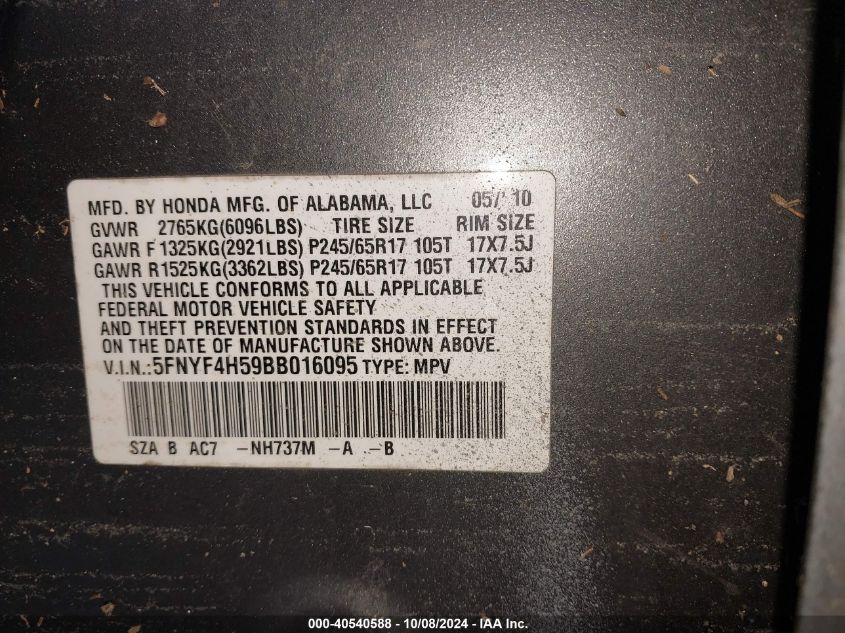 MFD. BY HONDA MFG. OF ALABAMA, LLC 05/ 10
GVWR 2765KG(6096LBS) TIRE SIZE RIM SIZE
GAWR F 1325KG(2921LBS) P245/65R17 105T 17X7.5J
GAWR R1525KG(3362LBS) P245/65R17 105T 17X7.5J
THIS VEHICLE CONFORMS TO ALL APPLICABLE
FEDERAL MOTOR VEHICLE SAFETY
AND THEFT PREVENTION STANDARDS IN EFFECT
ON THE DATE OF MANUFACTURE SHOWN ABOVE.
V.I.N.:5FNYF4H59BB016095 TYPE: MPV
SZA B AC7 -NH737M -A -B
000-40540588 - 10/08/2024 - IAA Inc.